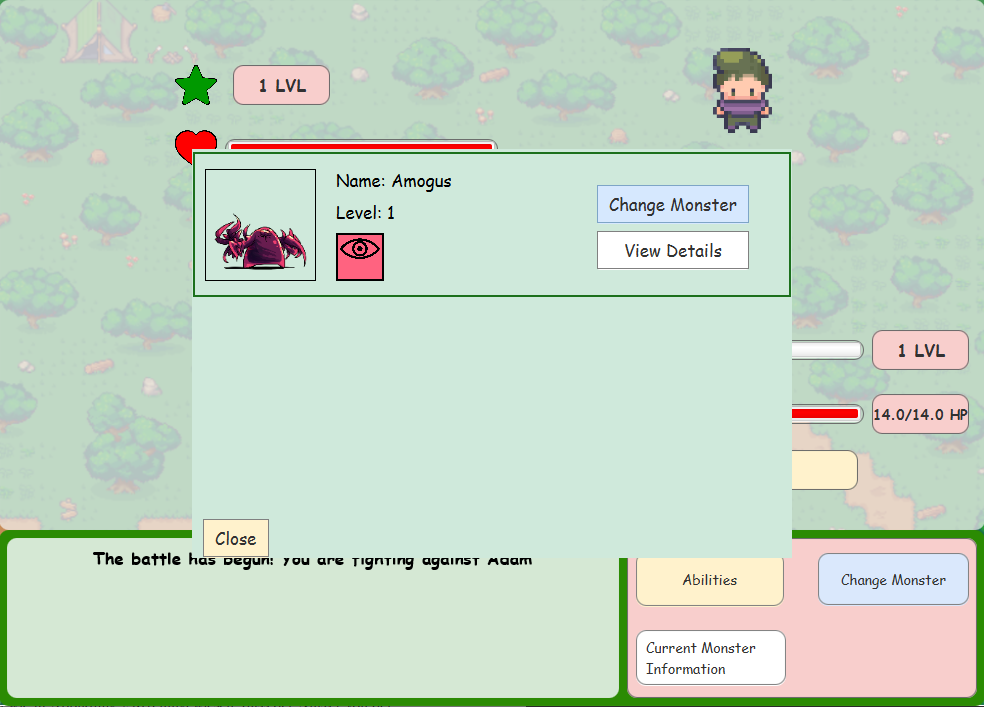 1 LVL
Name: Amogus
Level: 1
Change Monster
View Details
1 LVL
14.0/14.0 HP
Close
The battle has begun! You are fighting against Adam
Abilities
Change Monster
Current Monster
Information